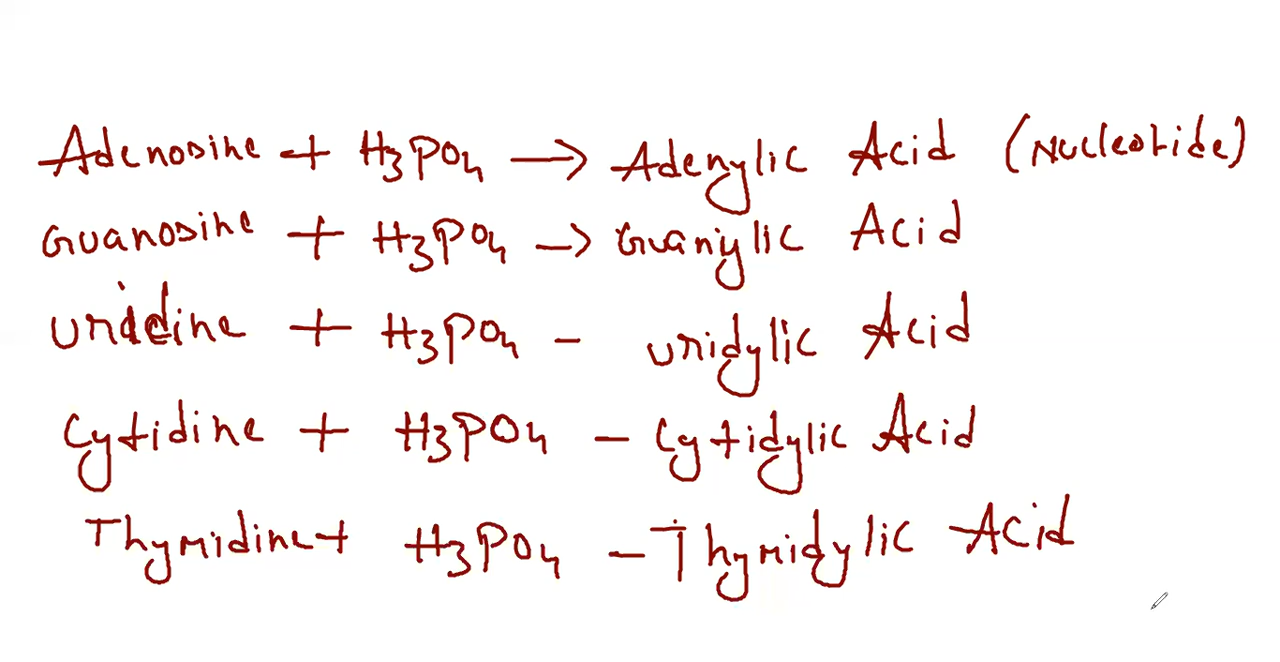 Adenosine + H3PO4 → Adenylic Acid (Nucleotide)
Guanosine + H3PO4 → Guanylic Acid
Uridine + H3PO4 - Uridylic Acid
Cytidine + H3PO4 - Cytidylic Acid
Thymidine + H3PO4 - Thymidylic Acid